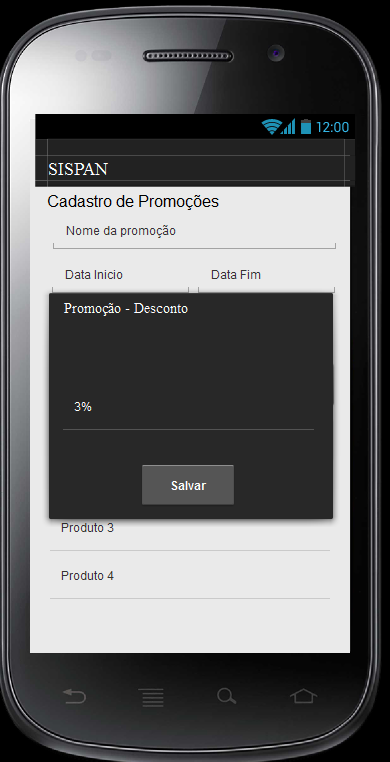 12:00
SISPAN
Cadastro de Promoções
Nome da promoção
Data Inicio Data Fim
Promoção - Desconto
3%
Salvar
Produto 3
Produto 4